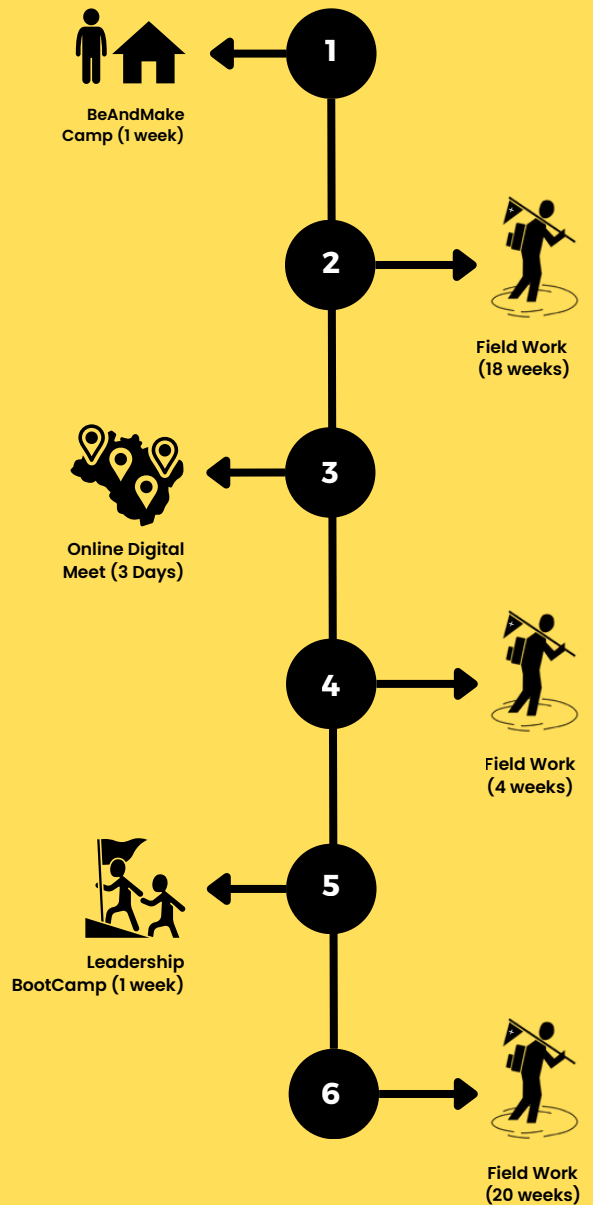 1
BeAndMake
Camp (1 week)
2
Field Work
(18 weeks)
3
Online Digital
Meet (3 Days)
4
Field Work
(4 weeks)
5
Leadership
BootCamp (1 week)
6
Field Work
(20 weeks)